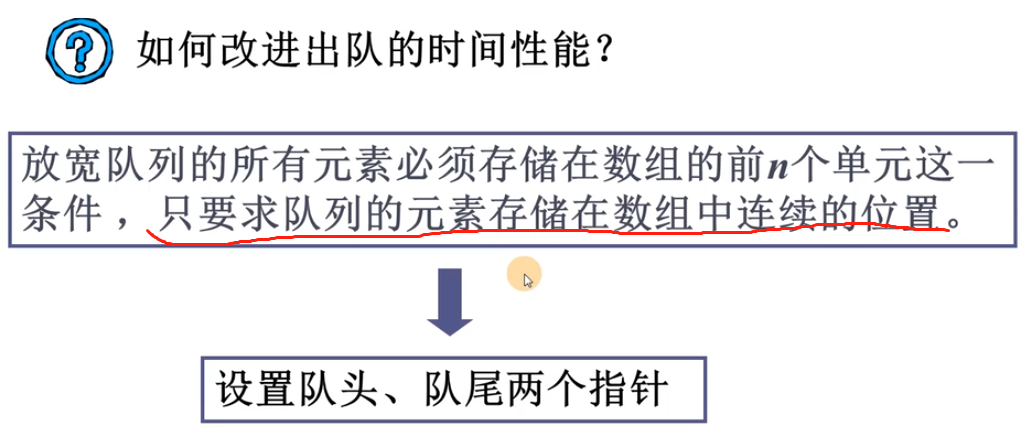 ?
如何改进出队的时间性能？
放宽队列的所有元素必须存储在数组的前n个单元这一
条件，只要求队列的元素存储在数组中连续的位置。
设置队头、队尾两个指针